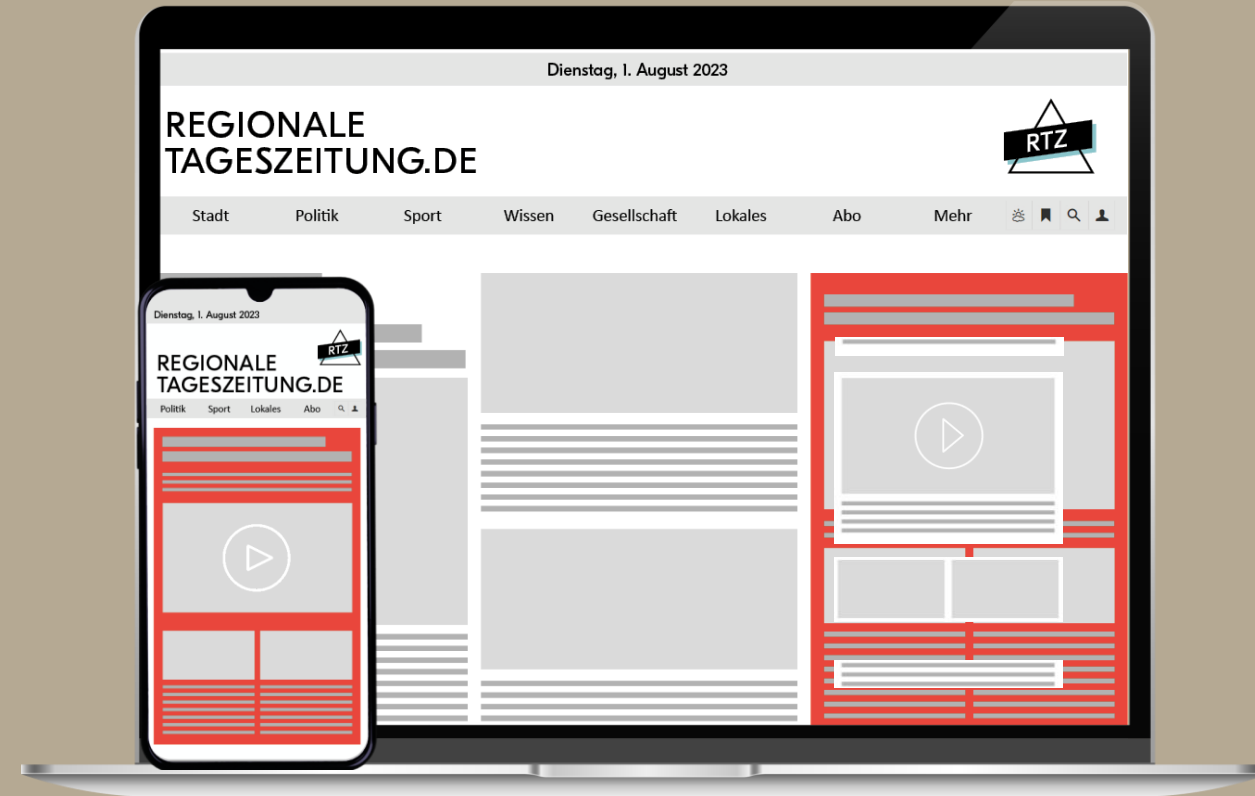 Dienstag, 1. August 2023
REGIONALE
TAGESZEITUNG.DE
RTZ
Stadt Politik Sport Wissen Gesellschaft Lokales Abo Mehr
Dienstag, 1. August 2023
RTZ
REGIONALE
TAGESZEITUNG.DE
Politik Sport Lokales Abo